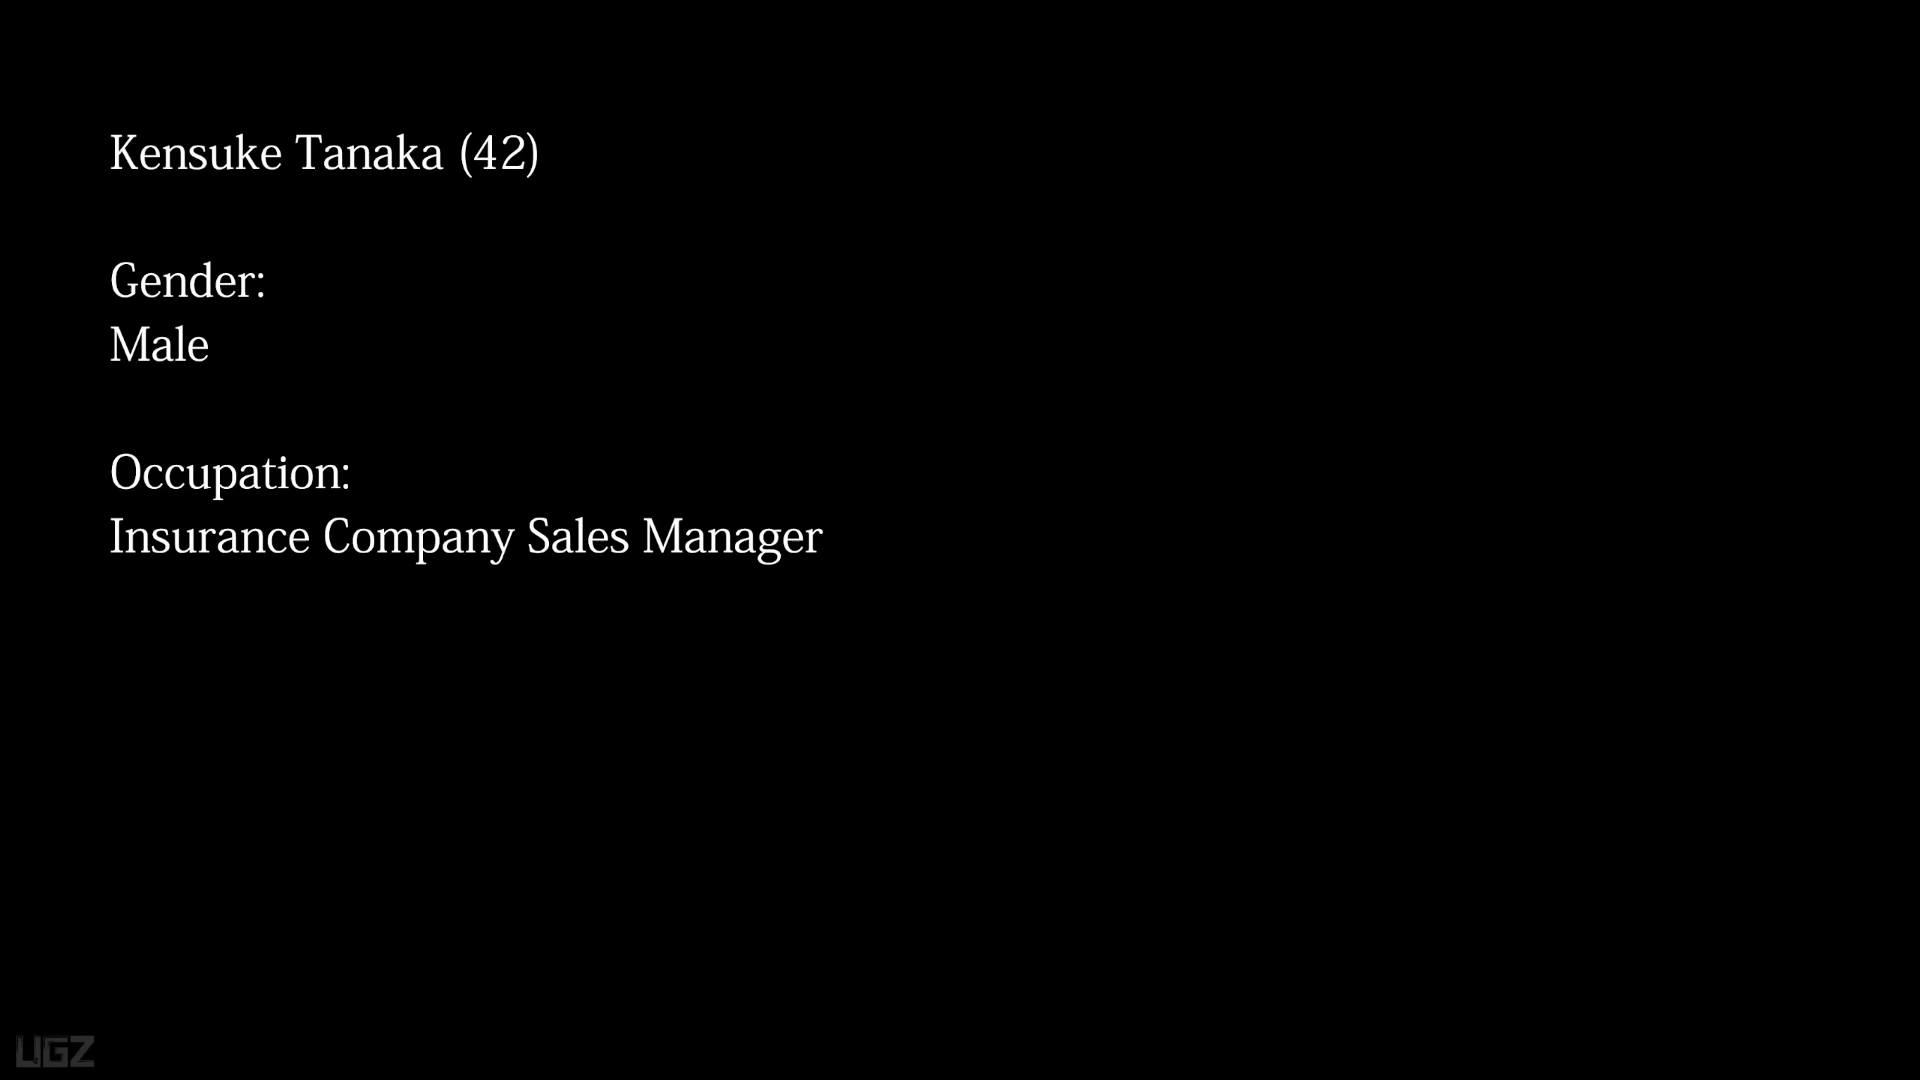 Kensuke Tanaka (42)
Gender:
Male
Occupation:
Insurance Company Sales Manager
UGZ